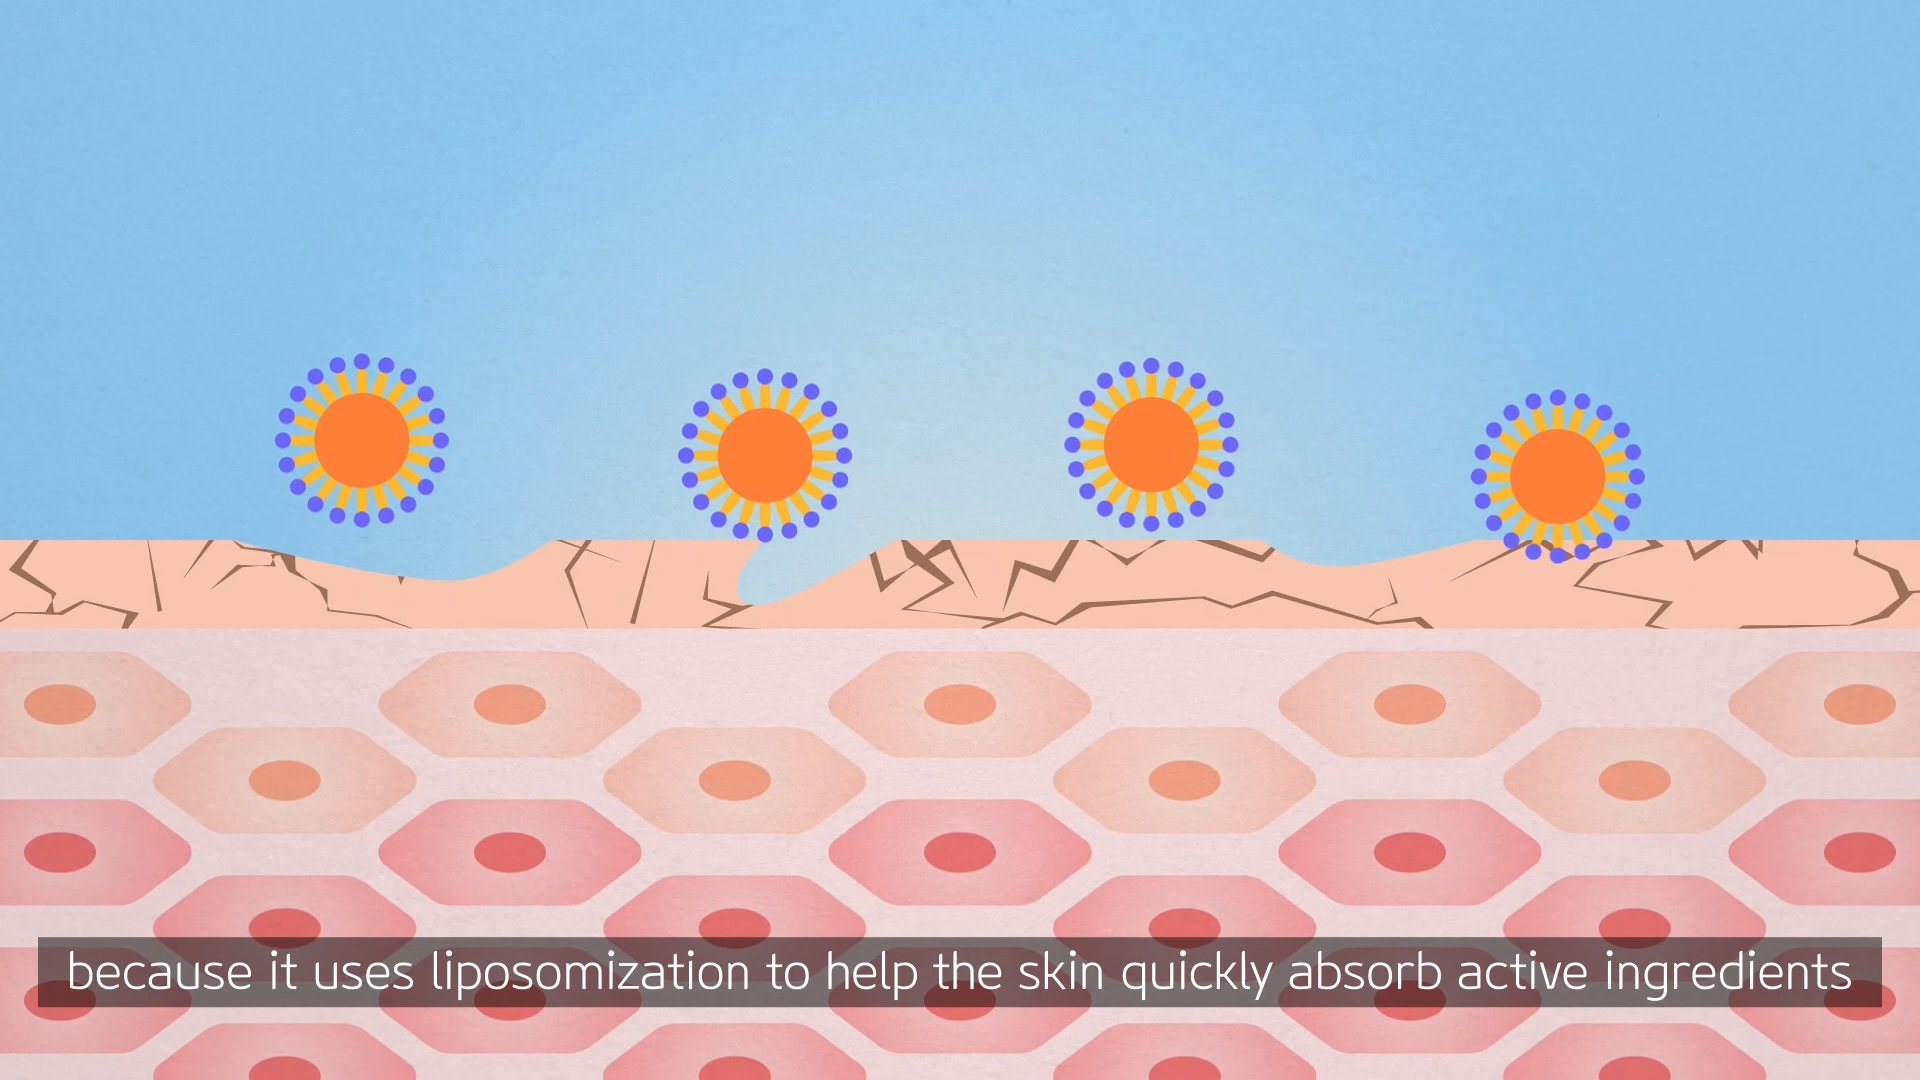 because it uses liposomization to help the skin quickly absorb active ingredients